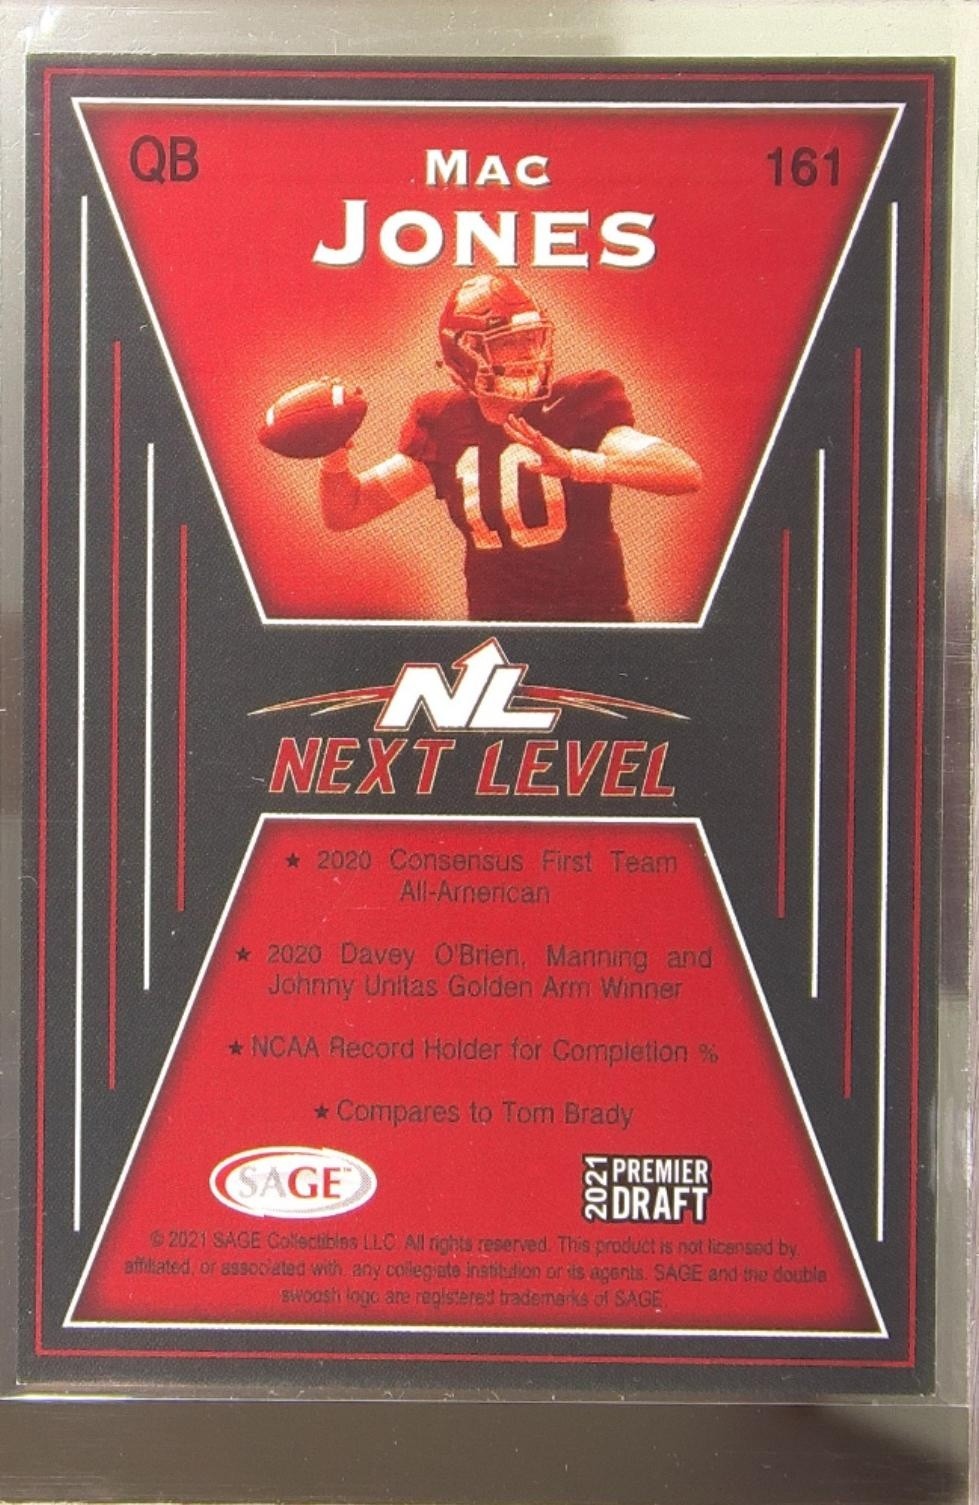 QB
161
MAC
JONES
10
NL
NEXT LEVEL
★ 2020 Consensus First Team
All-American
★ 2020 Davey O'Brien, Manning and
Johnny Unitas Golden Arm Winner
★ NCAA Record Holder for Completion %
★ Compares to Tom Brady
SAGE™
2021 PREMIER
DRAFT
© 2021 SAGE Collectibles LLC. All rights reserved. This product is not licensed by,
affiliated, or associated with, any collegiate institution or its agents. SAGE and the double
swoosh logo are registered trademarks of SAGE.